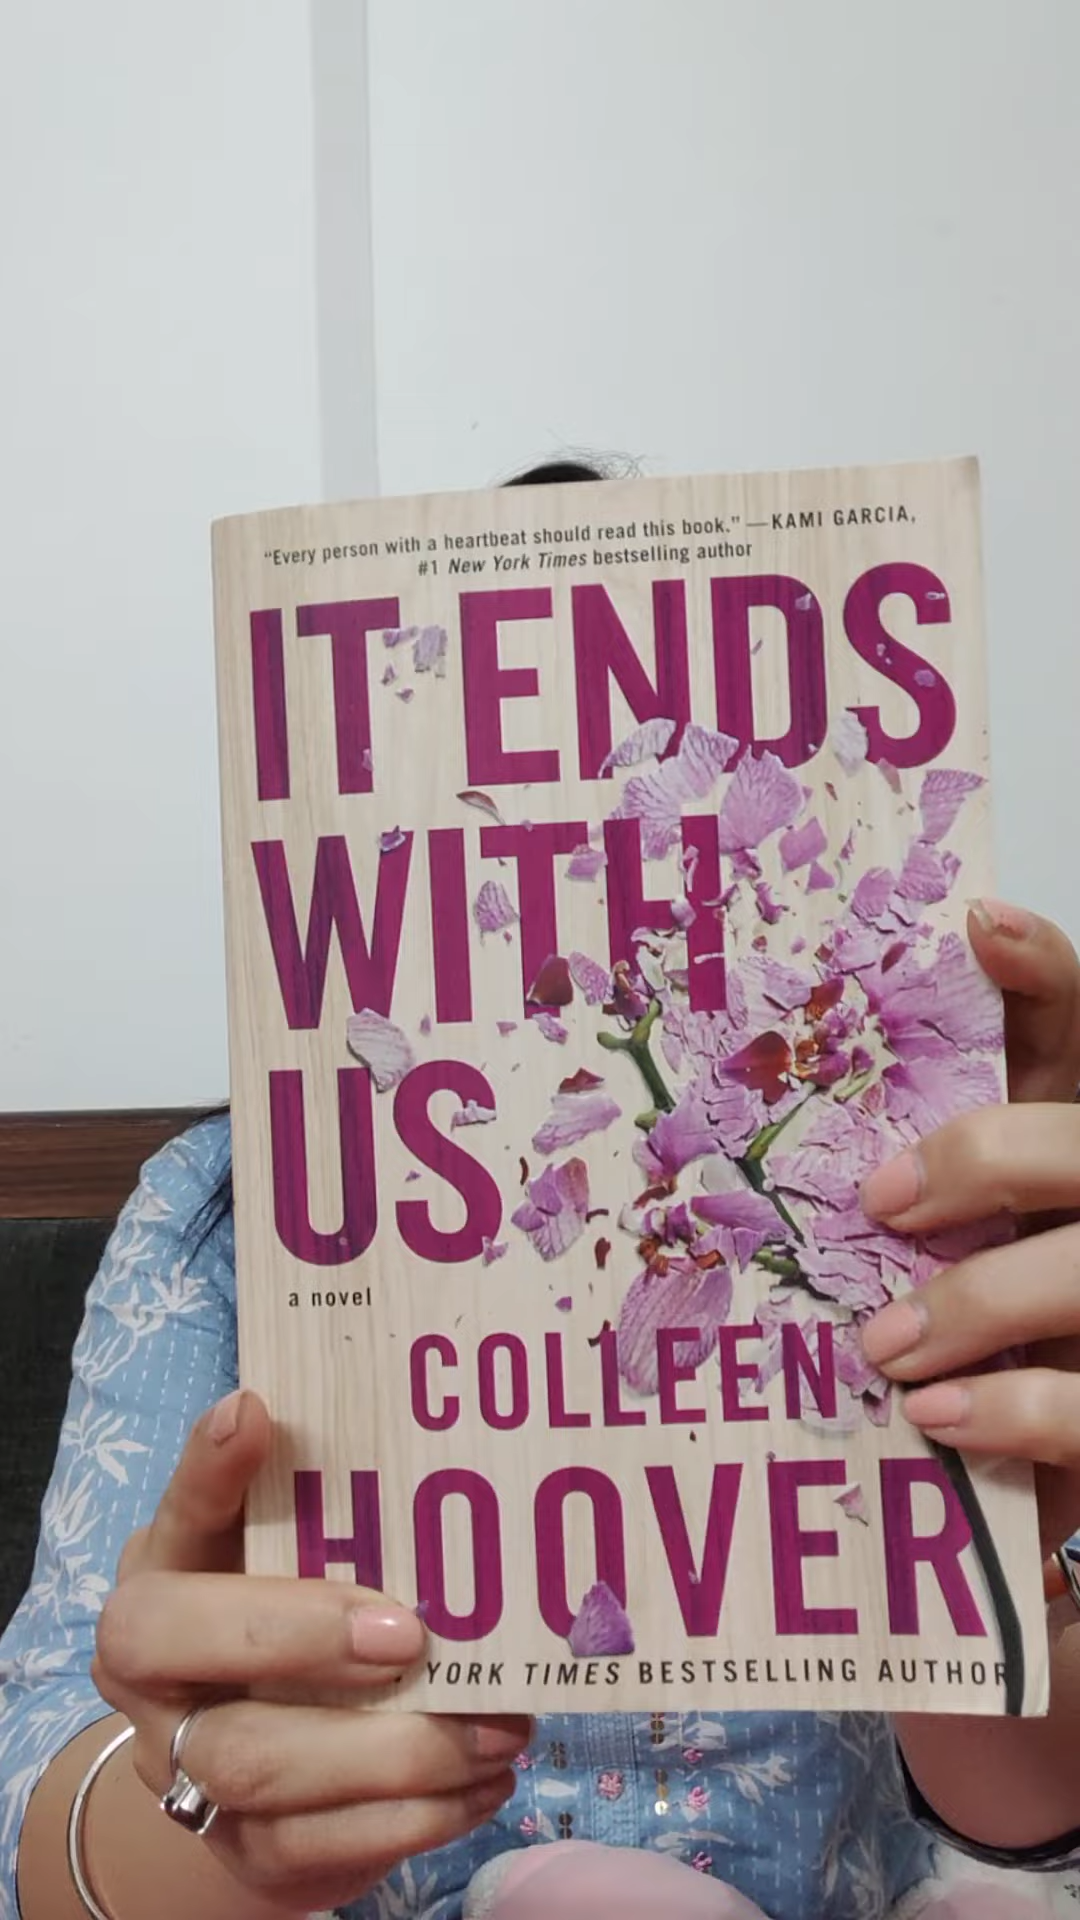 “Every person with a heartbeat should read this book.” —KAMI GARCIA,
#1 New York Times bestselling author
IT ENDS
WITH
US
a novel
COLLEEN
HOOVER
YORK TIMES BESTSELLING AUTHOR